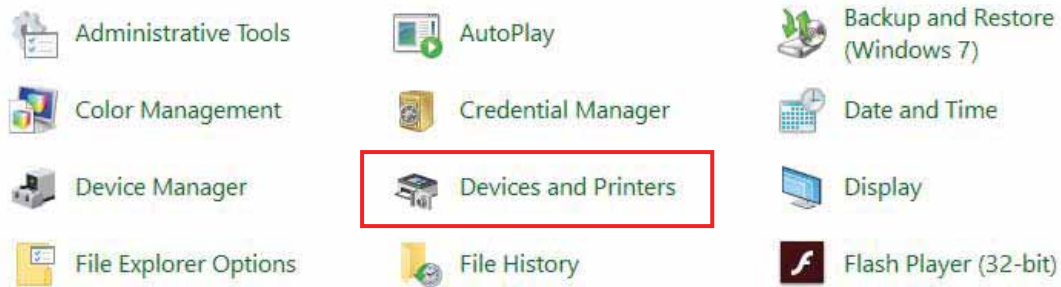 Administrative Tools
AutoPlay
Backup and Restore
(Windows 7)
Color Management
Credential Manager
Date and Time
Device Manager
Devices and Printers
Display
File Explorer Options
File History
Flash Player (32-bit)